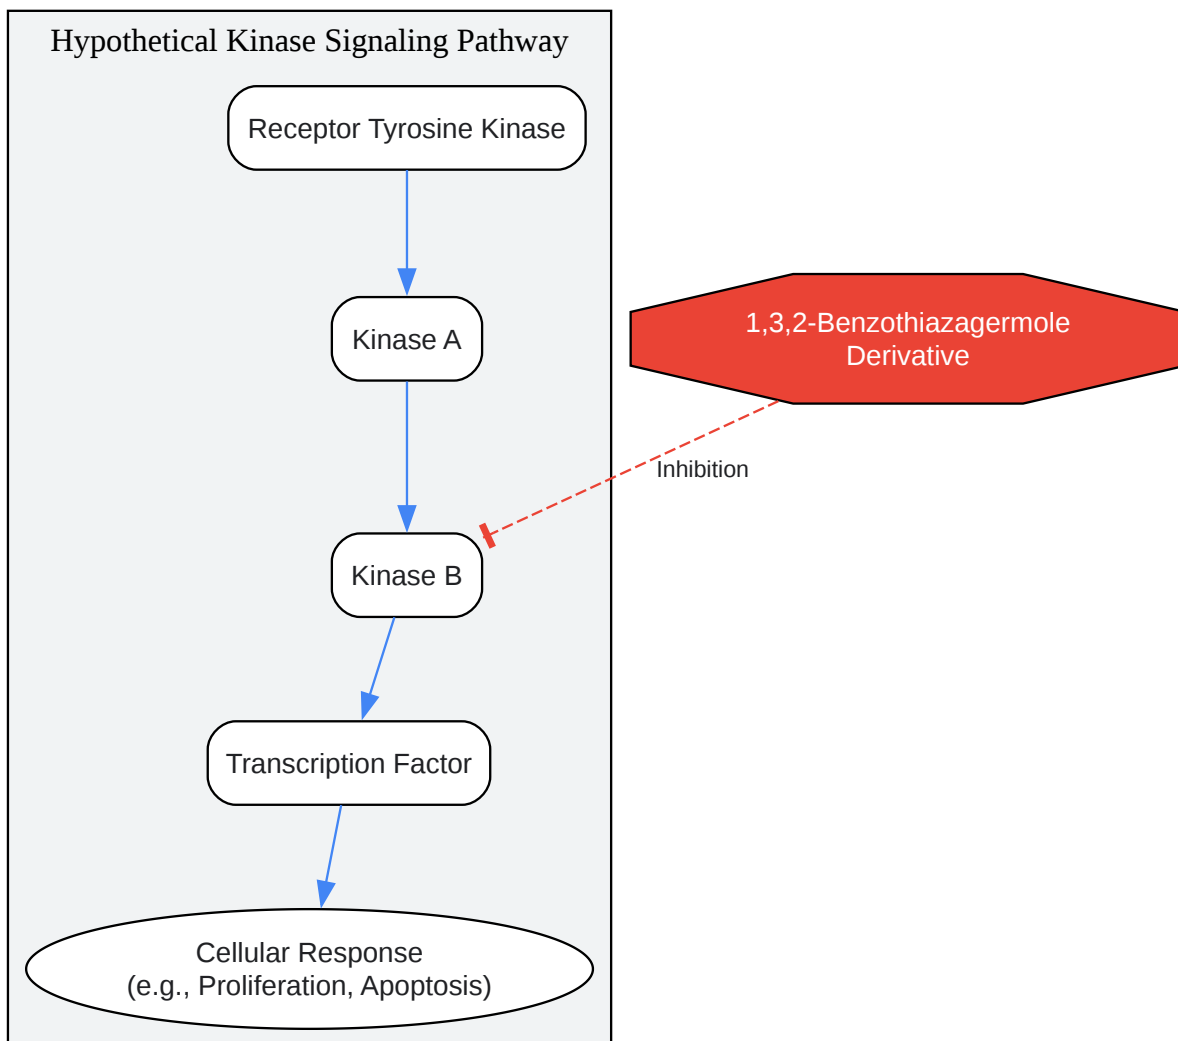 Hypothetical Kinase Signaling Pathway
Receptor Tyrosine Kinase
Kinase A
1,3,2-Benzothiazagermole
Derivative
Inhibition
Kinase B
Transcription Factor
Cellular Response
(e.g., Proliferation, Apoptosis)